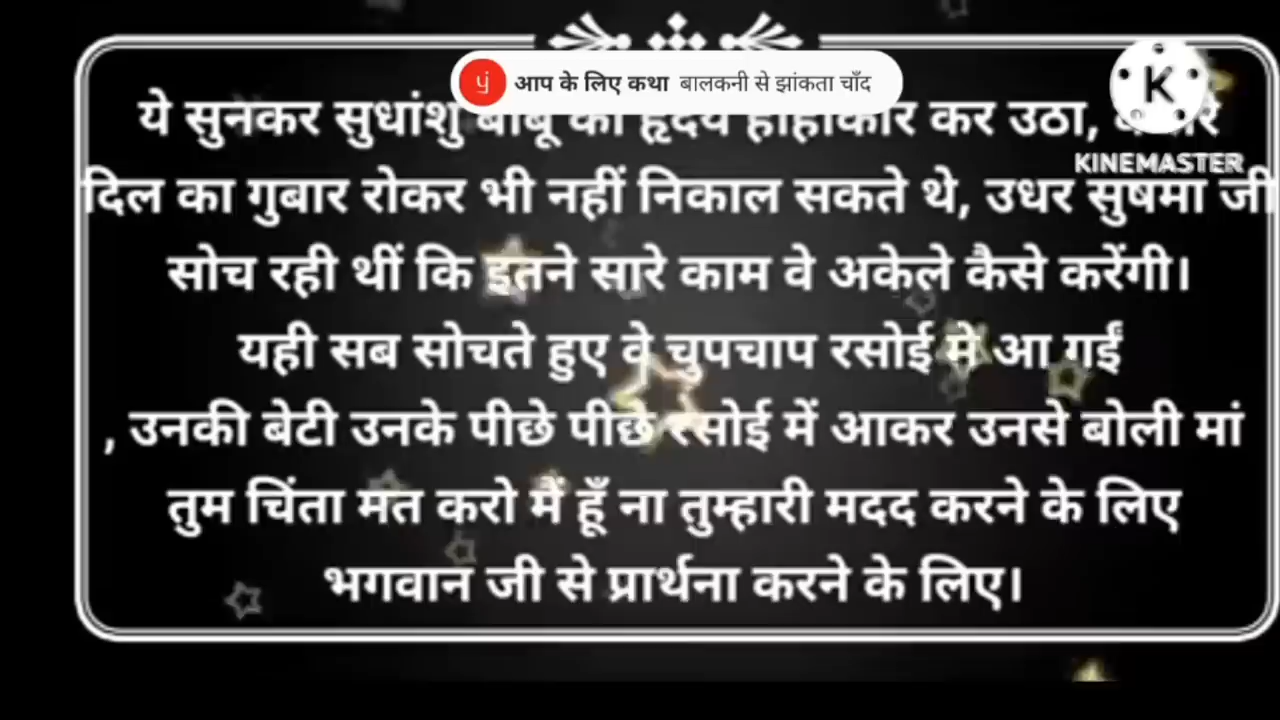 आप के लिए कथा बालकनी से झांकता चाँद
ये सुनकर सुधांशु बाबू का हृदय हाहाकार कर उठा,
KINEMASTER
दिल का गुबार रोकर भी नहीं निकाल सकते थे, उधर सुषमा जी
सोच रही थीं कि इतने सारे काम वे अकेले कैसे करेंगी।
यही सब सोचते हुए वे चुपचाप रसोई में आ गईं
, उनकी बेटी उनके पीछे पीछे रसोई में आकर उनसे बोली मां
तुम चिंता मत करो मैं हूँ ना तुम्हारी मदद करने के लिए
भगवान जी से प्रार्थना करने के लिए।